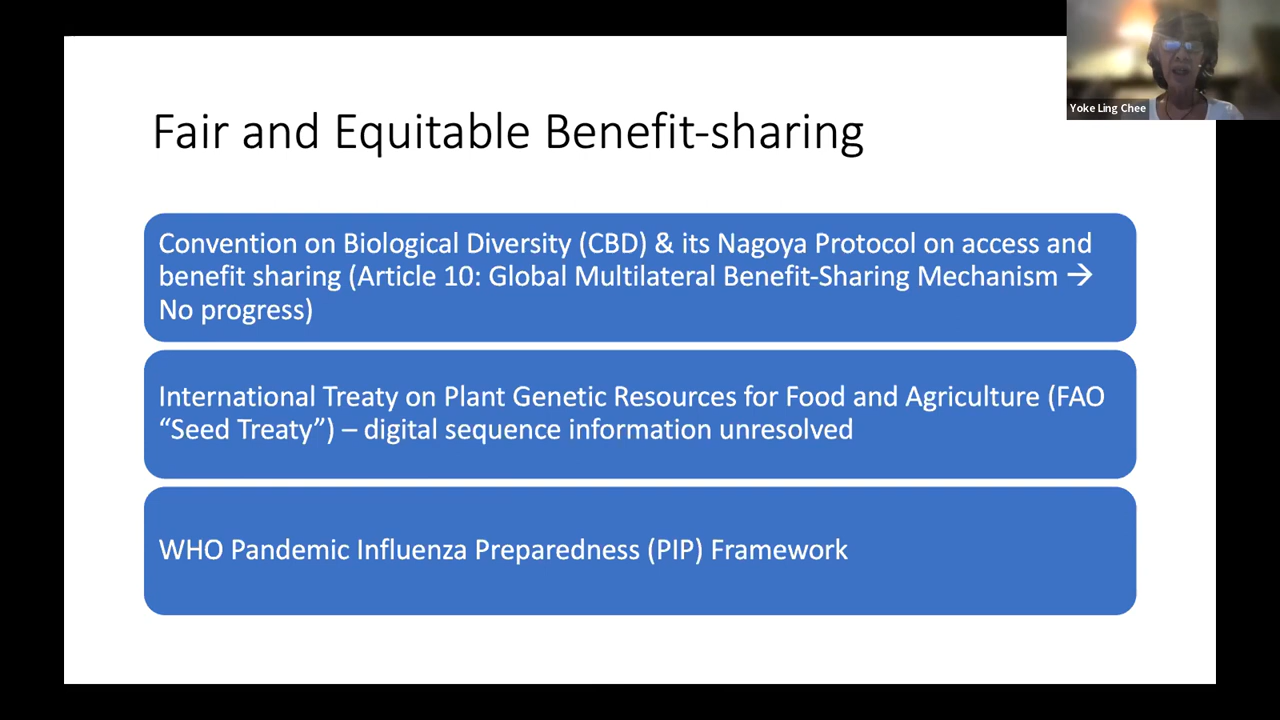 Yoke Ling Chee
Fair and Equitable Benefit-sharing
Convention on Biological Diversity (CBD) & its Nagoya Protocol on access and
benefit sharing (Article 10: Global Multilateral Benefit-Sharing Mechanism →
No progress)
International Treaty on Plant Genetic Resources for Food and Agriculture (FAO
“Seed Treaty”) – digital sequence information unresolved
WHO Pandemic Influenza Preparedness (PIP) Framework